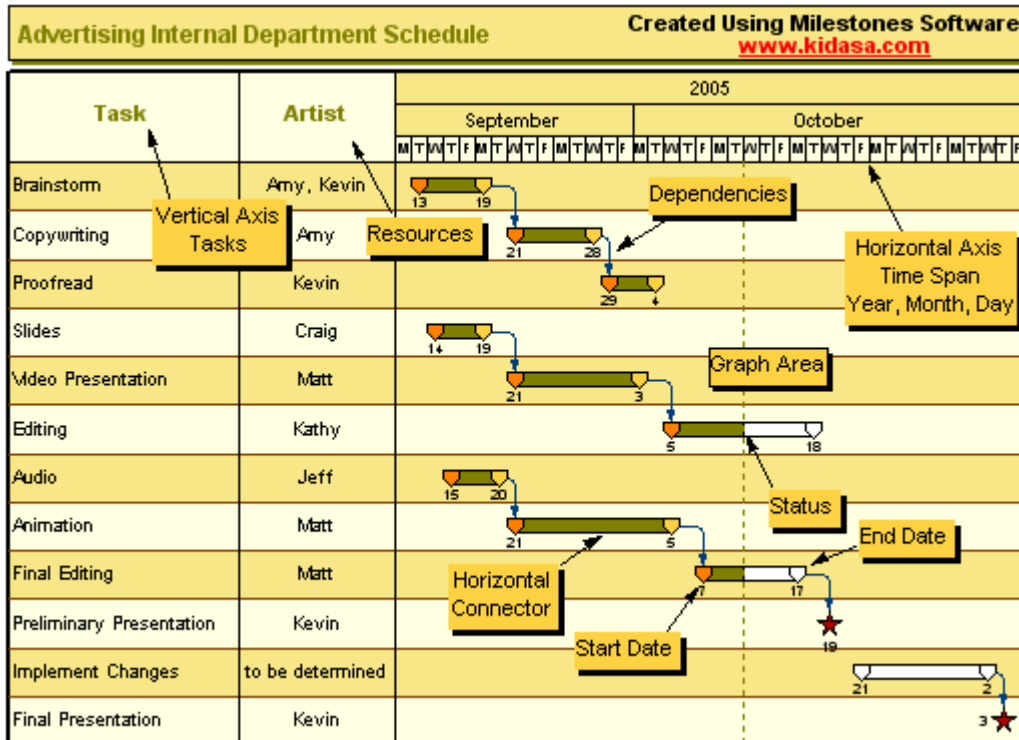 Advertising Internal Department Schedule
Created Using Milestones Software
www.kidasa.com
Task
Artist
2005
September
October
M T W T F M T W T F M T W T F M T W T F M T W T F M T W T F M T W T F M T W T F
Brainstorm
Amy, Kevin
13 19
Dependencies
Vertical Axis
Tasks
Resources
Copywriting
Amy
21 28
Horizontal Axis
Time Span
Year, Month, Day
Proofread
Kevin
29 4
Slides
Craig
14 19
Graph Area
Video Presentation
Matt
21 3
Editing
Kathy
5 18
Audio
Jeff
15 20
Status
Animation
Matt
21 5
End Date
Final Editing
Matt
7 17
Horizontal
Connector
Preliminary Presentation
Kevin
19
Start Date
Implement Changes
to be determined
21 2
Final Presentation
Kevin
3